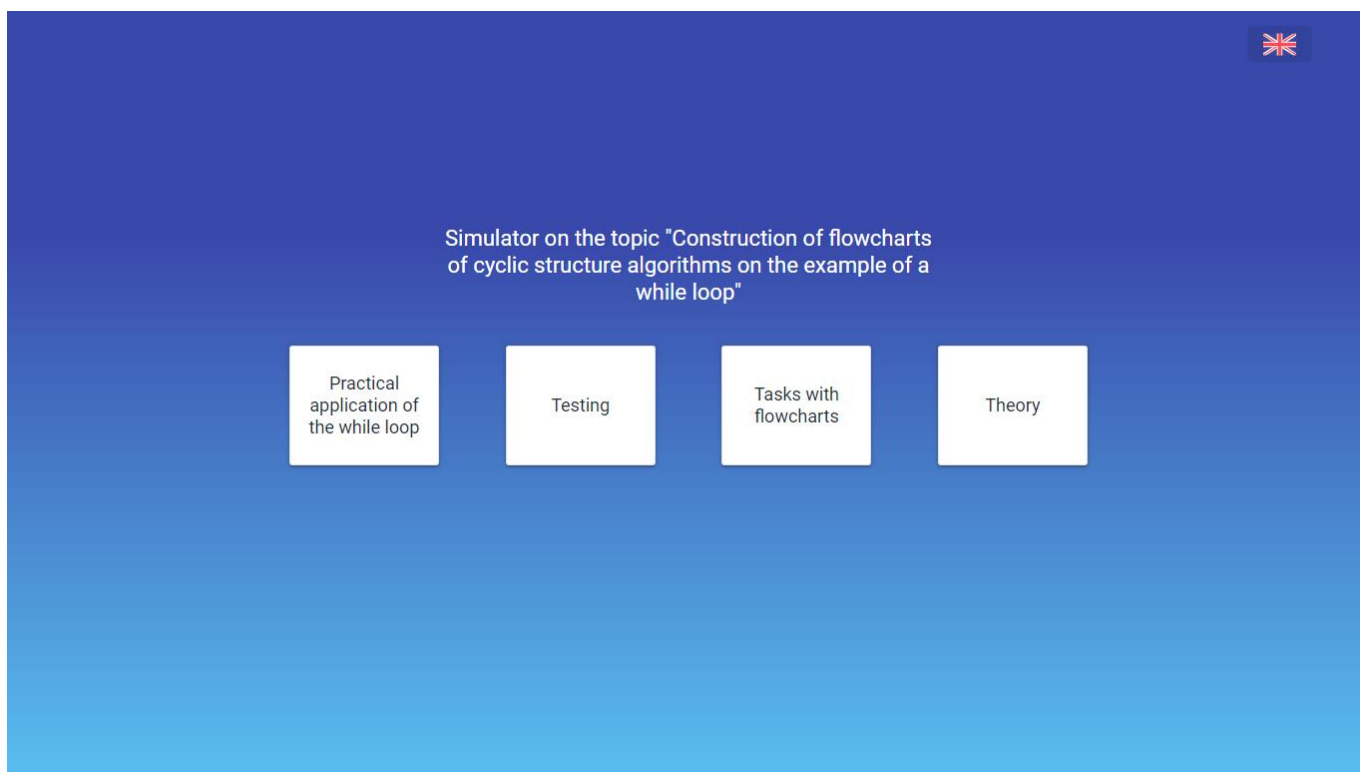 Simulator on the topic "Construction of flowcharts
of cyclic structure algorithms on the example of a
while loop"
Practical
application of
the while loop
Testing
Tasks with
flowcharts
Theory